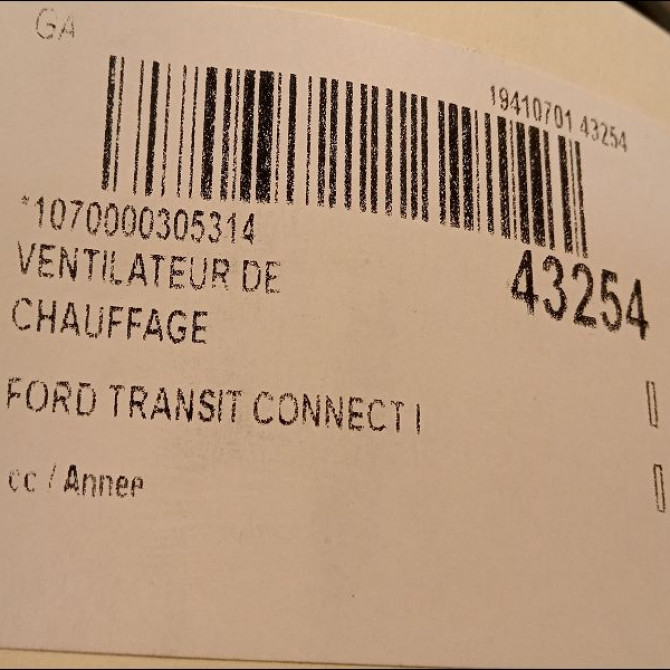 GA
19410701 43254
*1070000305314
VENTILATEUR DE
CHAUFFAGE
43254
FORD TRANSIT CONNECT I
cc / Annee